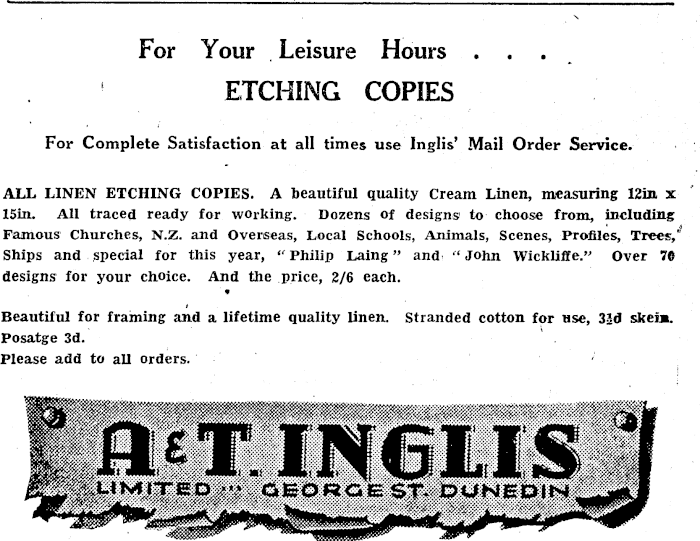 For Your Leisure Hours . . .
ETCHING COPIES
For Complete Satisfaction at all times use Inglis' Mail Order Service.
ALL LINEN ETCHING COPIES. A beautiful quality Cream Linen, measuring 12in x
15in. All traced ready for working. Dozens of designs to choose from, including
Famous Churches, N.Z. and Overseas, Local Schools, Animals, Scenes, Profiles, Trees,
Ships and special for this year, "Philip Laing" and "John Wickliffe." Over 70
designs for your choice. And the price, 2/6 each.
Beautiful for framing and a lifetime quality linen. Stranded cotton for use, 3½d skein.
Posatge 3d.
Please add to all orders.
A & T. INGLIS
LIMITED ... GEORGE ST. DUNEDIN